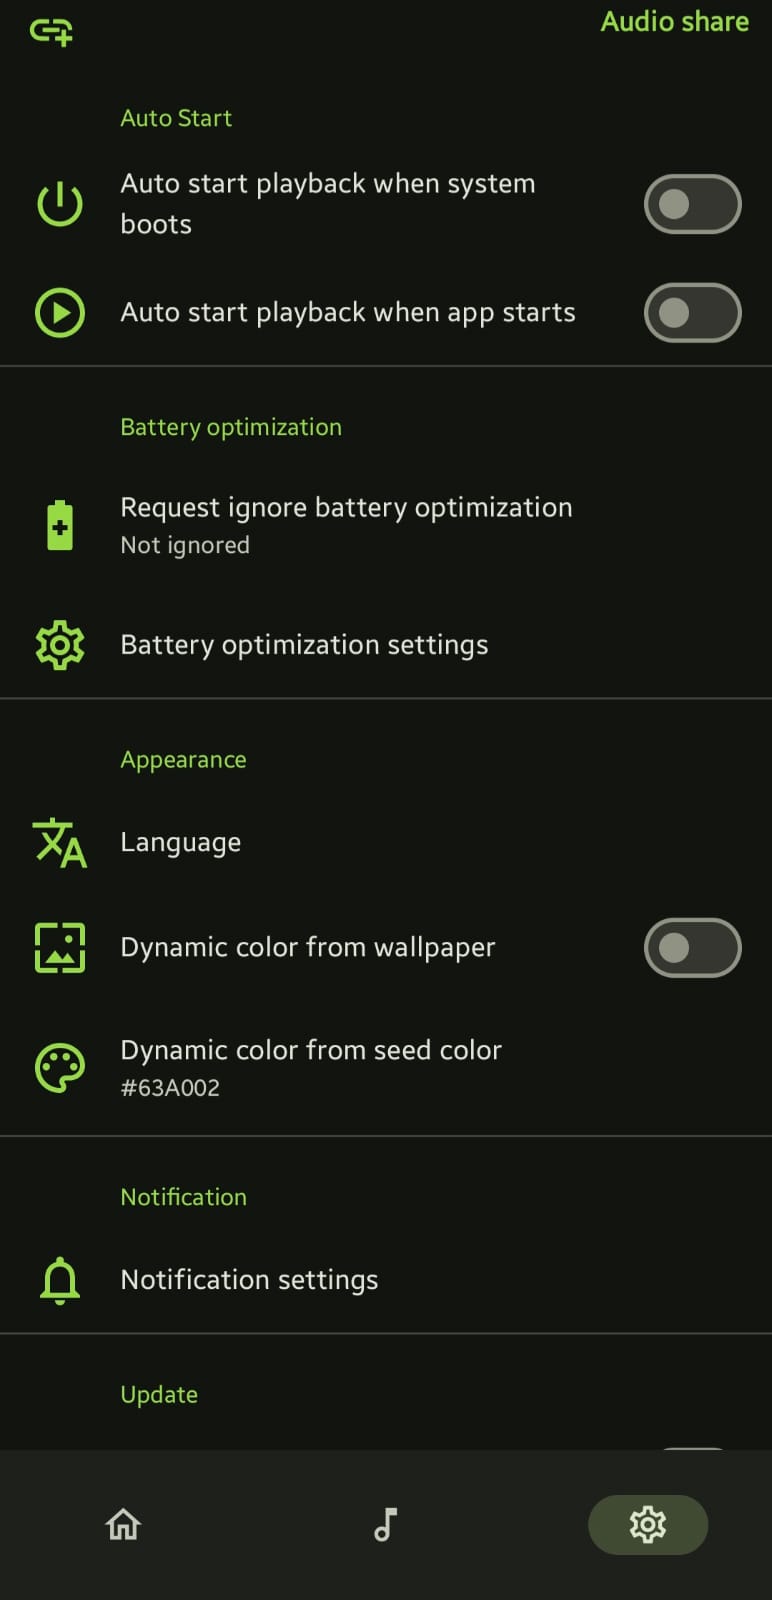 Audio share
Auto Start
Auto start playback when system
boots
Auto start playback when app starts
Battery optimization
Request ignore battery optimization
Not ignored
Battery optimization settings
Appearance
Language
Dynamic color from wallpaper
Dynamic color from seed color
#63A002
Notification
Notification settings
Update